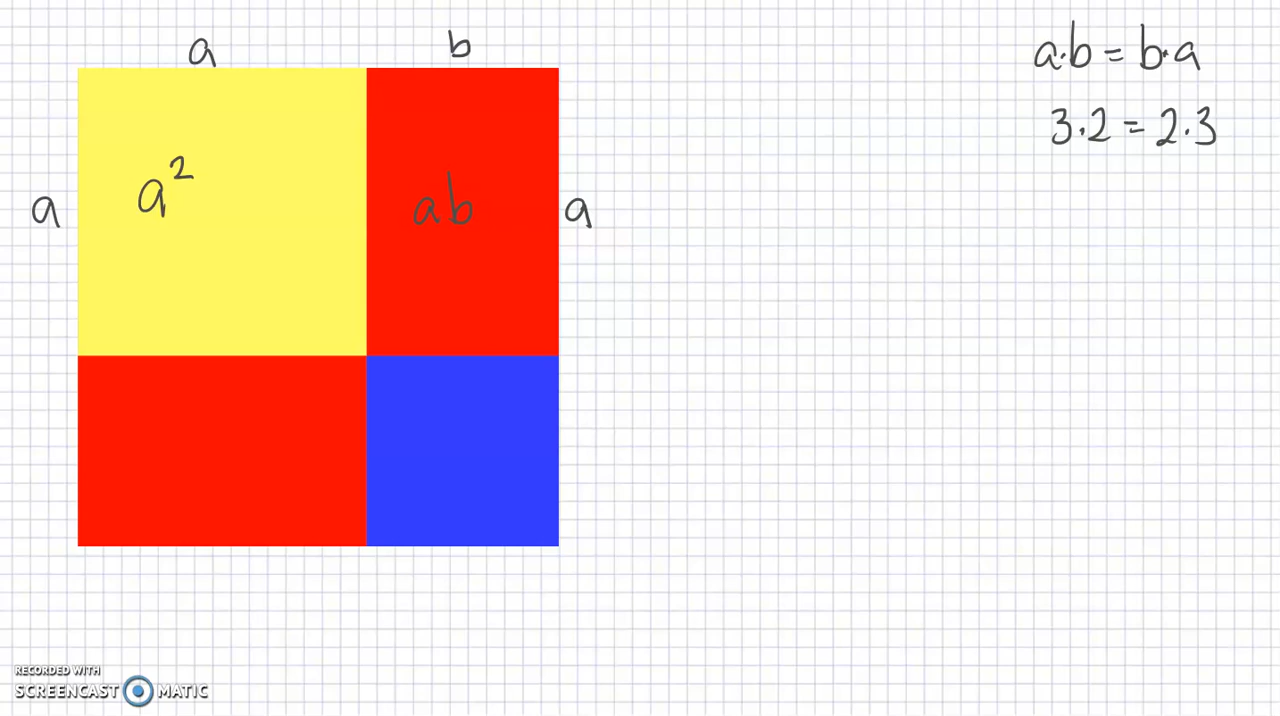 a b
a·b = b·a
3·2 = 2·3
a a² ab a
RECORDED WITH
SCREENCAST MATIC